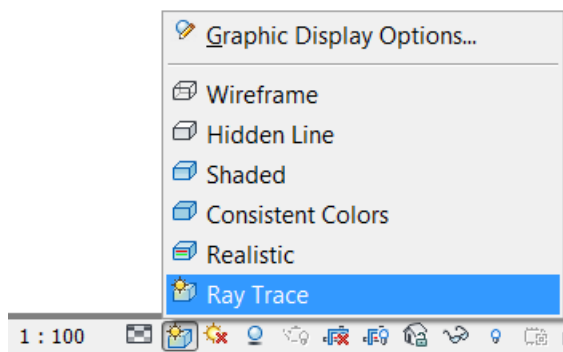 Graphic Display Options...
Wireframe
Hidden Line
Shaded
Consistent Colors
Realistic
Ray Trace
1 : 100